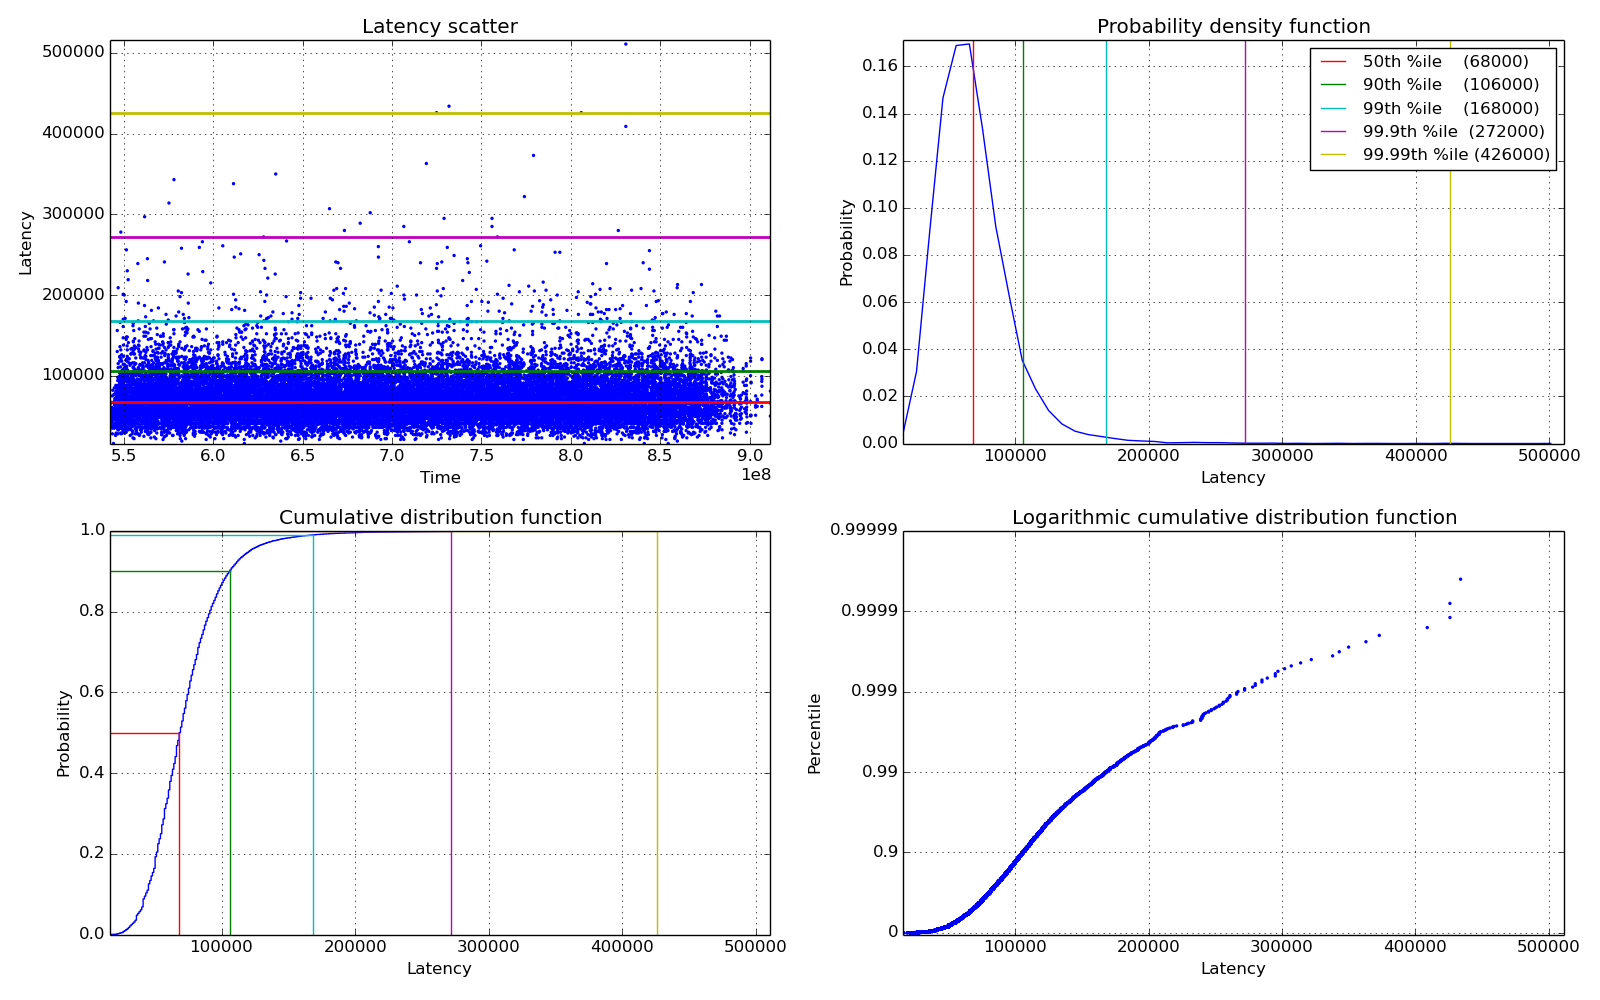 Latency scatter
500000
400000
300000
200000
100000
Latency
5.5 6.0 6.5 7.0 7.5 8.0 8.5 9.0
1e8
Time
Probability density function
0.16
0.14
0.12
0.10
0.08
0.06
0.04
0.02
0.00
Probability
50th %ile (68000)
90th %ile (106000)
99th %ile (168000)
99.9th %ile (272000)
99.99th %ile (426000)
100000 200000 300000 400000 500000
Latency
Cumulative distribution function
1.0
0.8
0.6
0.4
0.2
0.0
Probability
100000 200000 300000 400000 500000
Latency
Logarithmic cumulative distribution function
0.99999
0.9999
0.999
0.99
0.9
0
Percentile
100000 200000 300000 400000 500000
Latency